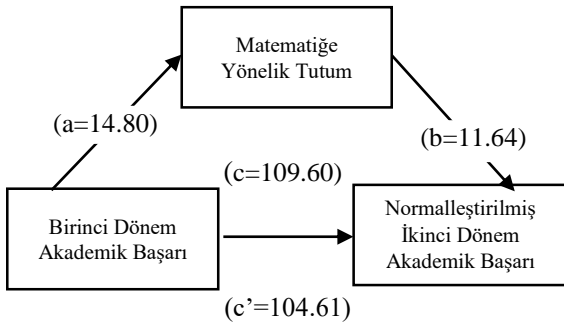 Matematiğe
Yönelik Tutum
(a=14.80)
(b=11.64)
(c=109.60)
Birinci Dönem
Akademik Başarı
Normalleştirilmiş
İkinci Dönem
Akademik Başarı
(c’=104.61)